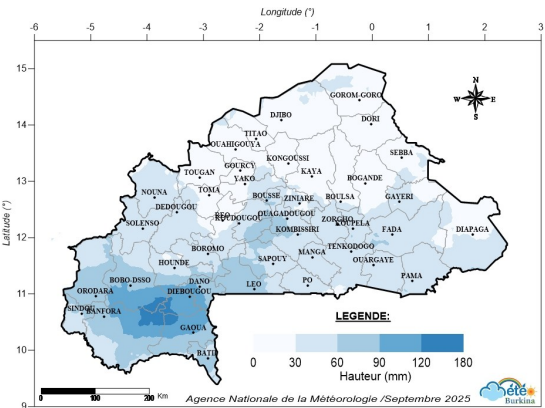 Longitude (°)
-6 -5 -4 -3 -2 -1 0 1 2 3
Latitude (°)
15
14
13
12
11
10
9
N
W E
S
GOROM-GORO
DJIBO
DORI
TITAO
OUAHIGOUYA
SEBBA
KONGOUSSI
GOURCY
TOUGAN
YAKO
KAYA
BOGANDE
NOUNA
TOMA
BOUSSE
ZINIARE
BOULSA
GAYERI
DEDOUGOU
OUAGADOUGOU
ZORGHO
SOLENSO
KOUPELA
KOMBISSIRI
FADA
DIAPAGA
BOROMO
TENKODOGO
MANGA
HOUNDE
SAPOUY
OUARGAYE
BOBO-DSSO
DANO
LEO
PO
PAMA
ORODARA
DIEBOUGOU
SINDOU
BANFORA
GAOUA
BATIE
LEGENDE:
0 30 60 90 120 180
Hauteur (mm)
0 100 200 Km
Agence Nationale de la Météorologie /Septembre 2025
météo
Burkina